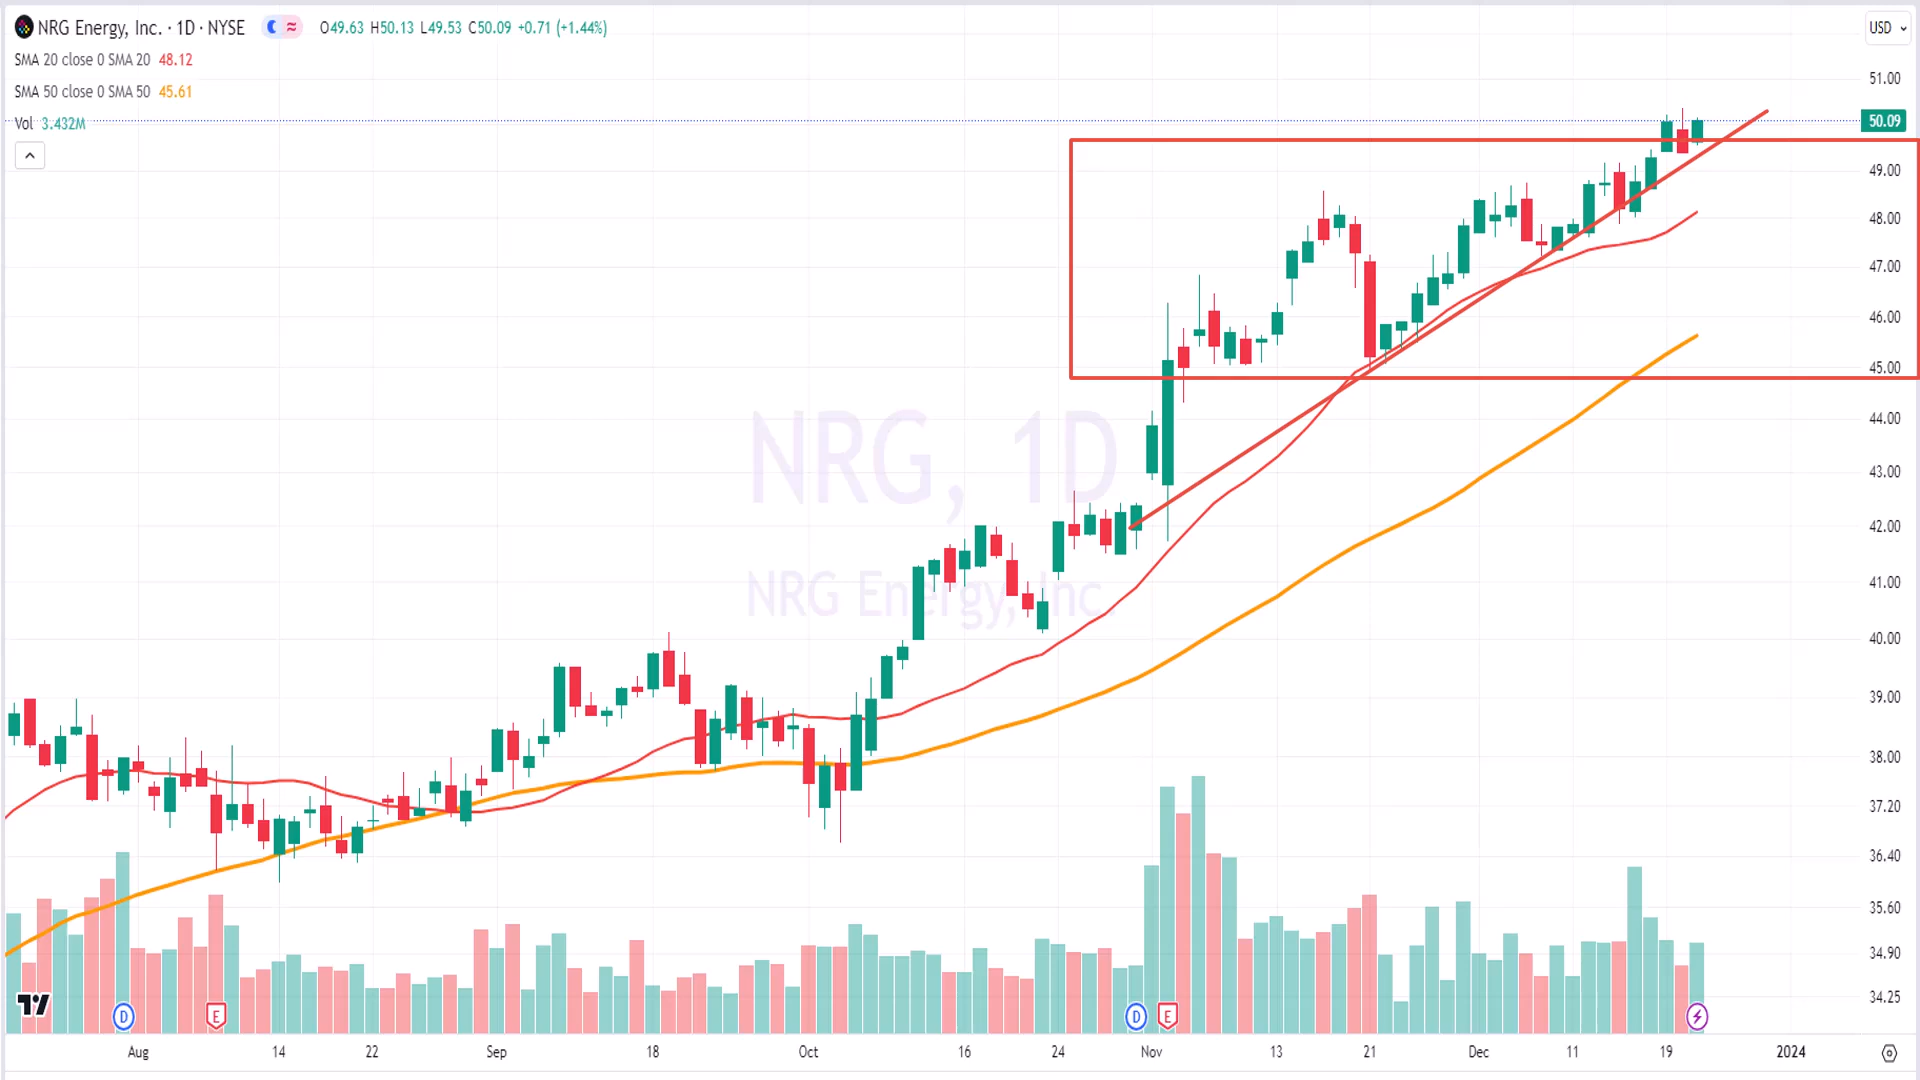 NRG Energy, Inc. · 1D · NYSE O49.63 H50.13 L49.53 C50.09 +0.71 (+1.44%)
USD
SMA 20 close 0 SMA 20 48.12
SMA 50 close 0 SMA 50 45.61
Vol 3.432M
51.00
50.09
49.00
48.00
47.00
46.00
45.00
44.00
43.00
42.00
41.00
40.00
39.00
38.00
37.20
36.40
35.60
34.90
34.25
NRG, 1D
NRG Energy, Inc
D E D E
Aug 14 22 Sep 18 Oct 16 24 Nov 13 21 Dec 11 19 2024